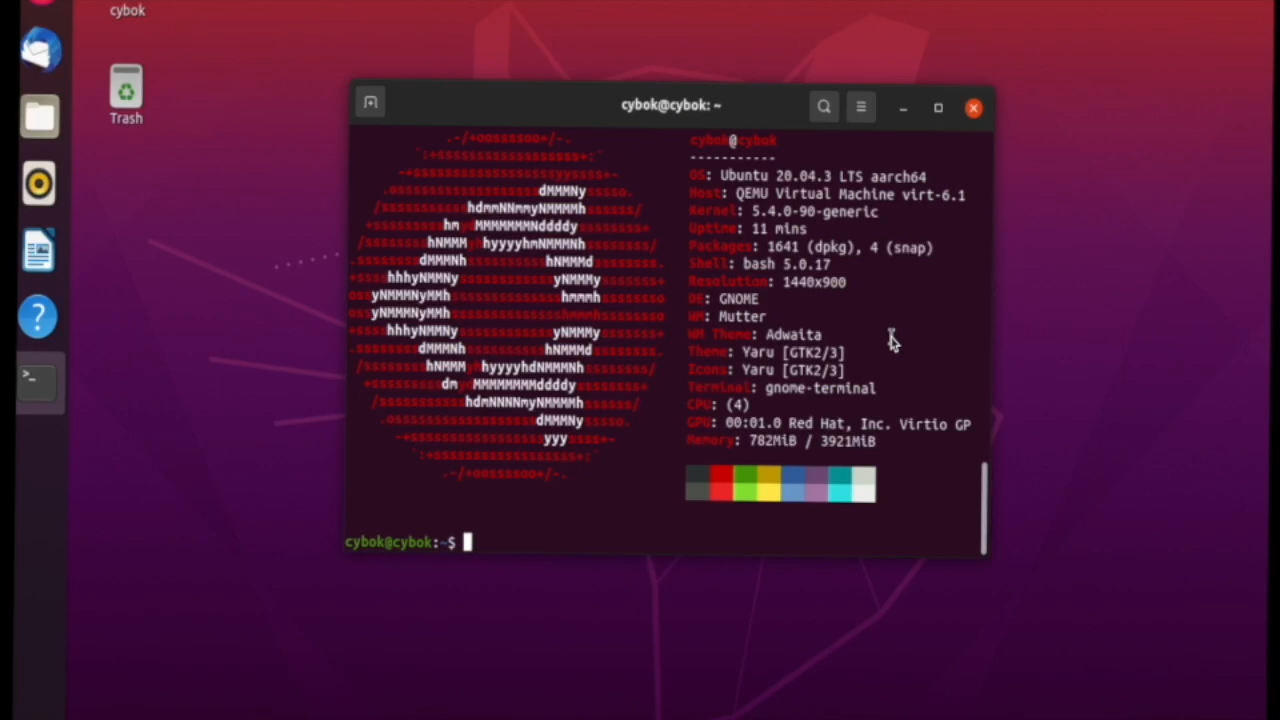 cybok
Trash
cybok@cybok: ~
cybok@cybok
-----------
OS: Ubuntu 20.04.3 LTS aarch64
Host: QEMU Virtual Machine virt-6.1
Kernel: 5.4.0-90-generic
Uptime: 11 mins
Packages: 1641 (dpkg), 4 (snap)
Shell: bash 5.0.17
Resolution: 1440x900
DE: GNOME
WM: Mutter
WM Theme: Adwaita
Theme: Yaru [GTK2/3]
Icons: Yaru [GTK2/3]
Terminal: gnome-terminal
CPU: (4)
GPU: 00:01.0 Red Hat, Inc. Virtio GP
Memory: 782MiB / 3921MiB
cybok@cybok:~$